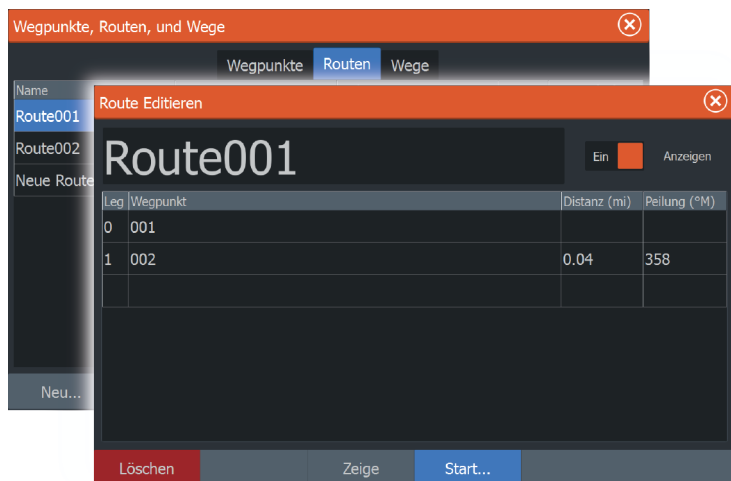 Wegpunkte, Routen, und Wege
Wegpunkte Routen Wege
Name
Route001
Route002
Neue Route
Neu...
Route Editieren
Route001
Ein Anzeigen
Leg Wegpunkt Distanz (mi) Peilung (°M)
0 001
1 002 0.04 358
Löschen Zeige Start...